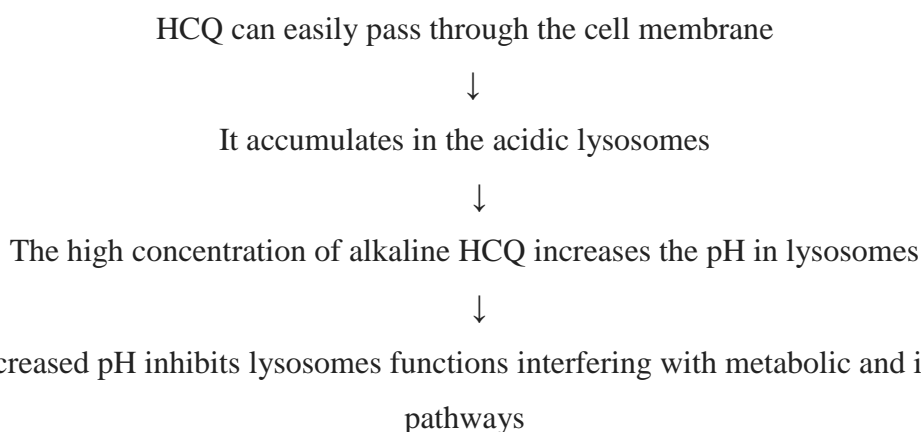 HCQ can easily pass through the cell membrane
↓
It accumulates in the acidic lysosomes
↓
The high concentration of alkaline HCQ increases the pH in lysosomes
↓
creased pH inhibits lysosomes functions interfering with metabolic and i
pathways